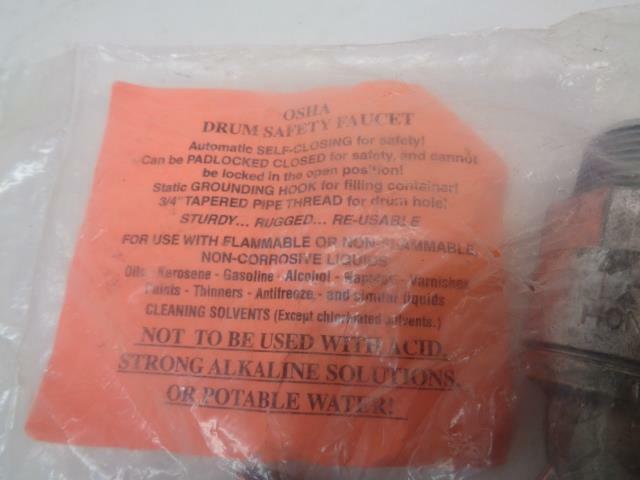 OSHA
DRUM SAFETY FAUCET
Automatic SELF-CLOSING for safety!
Can be PADLOCKED CLOSED for safety, and cannot
be locked in the open position!
Static GROUNDING HOOK for filling container!
3/4" TAPERED PIPE THREAD for drum hole!
STURDY... RUGGED... RE-USABLE
FOR USE WITH FLAMMABLE OR NON-FLAMMABLE,
NON-CORROSIVE LIQUIDS
Oils - Kerosene - Gasoline - Alcohol - Naptha - Varnishes
Paints - Thinners - Antifreeze - and similar liquids
CLEANING SOLVENTS (Except chlorinated solvents.)
NOT TO BE USED WITH ACID,
STRONG ALKALINE SOLUTIONS,
OR POTABLE WATER!
HO